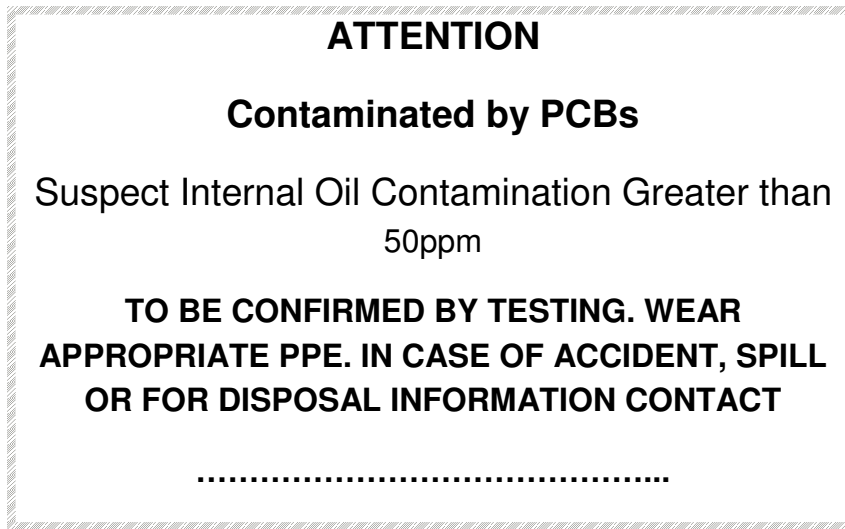 ATTENTION
Contaminated by PCBs
Suspect Internal Oil Contamination Greater than
50ppm
TO BE CONFIRMED BY TESTING. WEAR
APPROPRIATE PPE. IN CASE OF ACCIDENT, SPILL
OR FOR DISPOSAL INFORMATION CONTACT
………………………………………...